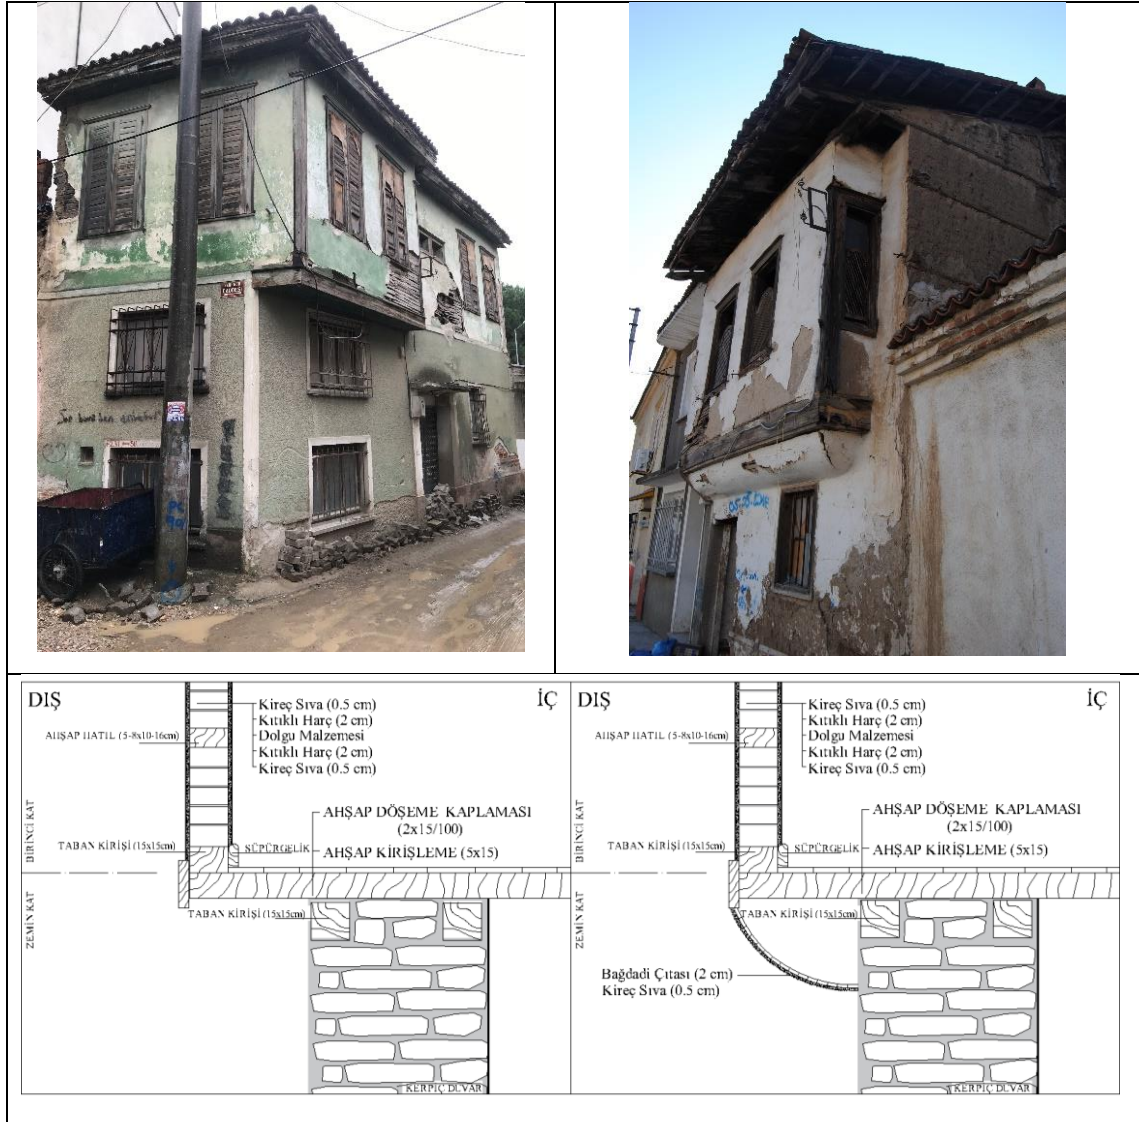 05-25-EHE
DIŞ
İÇ
Kireç Sıva (0.5 cm)
Kıtıklı Harç (2 cm)
AHŞAP HATIL (5-8x10-16cm)
Dolgu Malzemesi
Kıtıklı Harç (2 cm)
Kireç Sıva (0.5 cm)
BİRİNCİ KAT
AHŞAP DÖŞEME KAPLAMASI
(2x15/100)
TABAN KİRİŞİ (15x15cm)
SÜPÜRGELİK
AHŞAP KİRİŞLEME (5x15)
ZEMİN KAT
TABAN KİRİŞİ (15x15cm)
KERPİÇ DUVAR
DIŞ
İÇ
Kireç Sıva (0.5 cm)
Kıtıklı Harç (2 cm)
AHŞAP HATIL (5-8x10-16cm)
Dolgu Malzemesi
Kıtıklı Harç (2 cm)
Kireç Sıva (0.5 cm)
BİRİNCİ KAT
AHŞAP DÖŞEME KAPLAMASI
(2x15/100)
TABAN KİRİŞİ (15x15cm)
SÜPÜRGELİK
AHŞAP KİRİŞLEME (5x15)
ZEMİN KAT
TABAN KİRİŞİ (15x15cm)
Bağdadi Çıtası (2 cm)
Kireç Sıva (0.5 cm)
KERPİÇ DUVAR